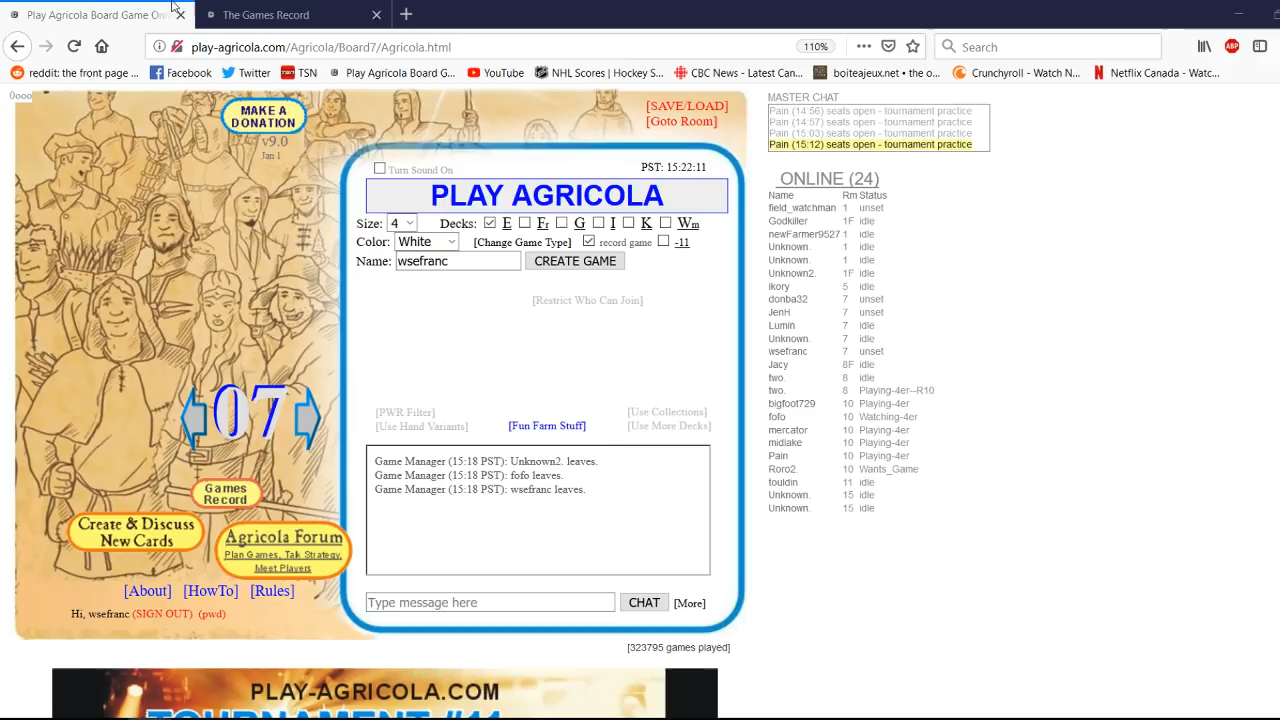 Play Agricola Board Game On
The Games Record
play-agricola.com/Agricola/Board7/Agricola.html
110%
Search
reddit: the front page ...
Facebook
Twitter
TSN
Play Agricola Board G...
YouTube
NHL Scores | Hockey S...
CBC News - Latest Can...
boiteajeux.net • the o...
Crunchyroll - Watch N...
Netflix Canada - Wat...
MAKE A
DONATION
v9.0
Jan 1
[SAVE/LOAD]
[Goto Room]
Turn Sound On
PST: 15:22:11
PLAY AGRICOLA
Size: 4 Decks: E Fr G I K Wm
Color: White [Change Game Type] record game -11
Name: wsefranc CREATE GAME
[Restrict Who Can Join]
07
[PWR Filter] [Use Collections]
[Use Hand Variants] [Fun Farm Stuff] [Use More Decks]
Game Manager (15:18 PST): Unknown2. leaves.
Game Manager (15:18 PST): fofo leaves.
Game Manager (15:18 PST): wsefranc leaves.
Games
Record
Create & Discuss
New Cards
Agricola Forum
Plan Games, Talk Strategy,
Meet Players
[About] [HowTo] [Rules]
Hi, wsefranc (SIGN OUT) (pwd)
Type message here CHAT [More]
[323795 games played]
MASTER CHAT
Pain (14:56) seats open - tournament practice
Pain (14:57) seats open - tournament practice
Pain (15:03) seats open - tournament practice
Pain (15:12) seats open - tournament practice
ONLINE (24)
Name Rm Status
field_watchman 1 unset
Godkiller 1F idle
newFarmer9527 1 idle
Unknown. 1 idle
Unknown. 1 idle
Unknown2. 1F idle
ikory 5 idle
donba32 7 unset
JenH 7 unset
Lumin 7 idle
Unknown. 7 idle
wsefranc 7 unset
Jacy 8F idle
two. 8 idle
two. 8 Playing-4er--R10
bigfoot729 10 Playing-4er
fofo 10 Watching-4er
mercator 10 Playing-4er
midlake 10 Playing-4er
Pain 10 Playing-4er
Roro2. 10 Wants_Game
touldin 11 idle
Unknown. 15 idle
Unknown. 15 idle
PLAY-AGRICOLA.COM
TOURNAMENT #11